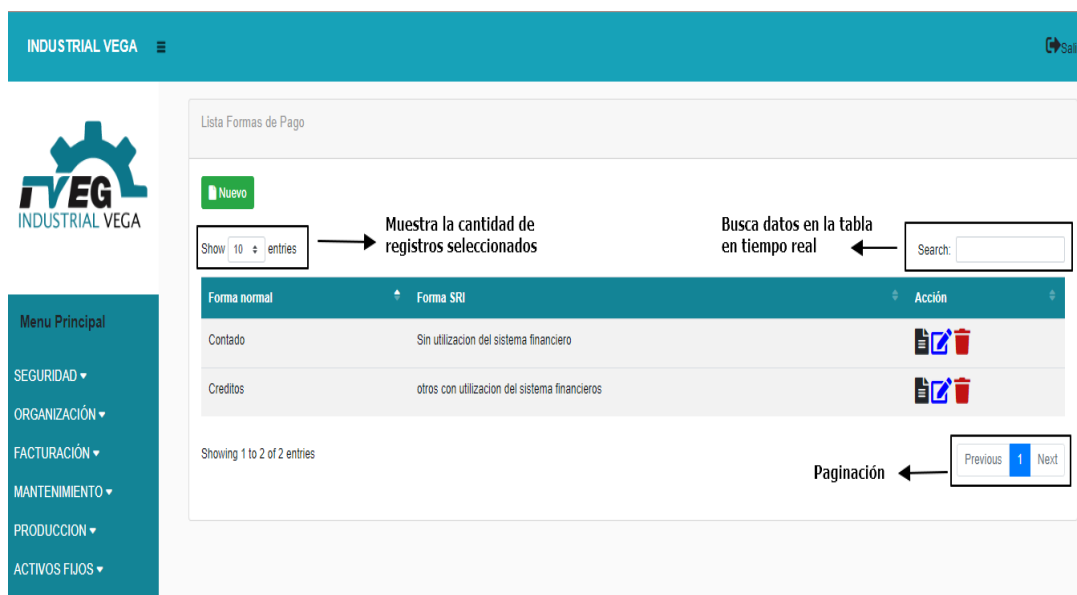 INDUSTRIAL VEGA
Sali
IVEG
INDUSTRIAL VEGA
Lista Formas de Pago
Nuevo
Muestra la cantidad de
registros seleccionados
Busca datos en la tabla
en tiempo real
Show 10 entries
Search:
Forma normal Forma SRI Acción
Contado Sin utilizacion del sistema financiero
Creditos otros con utilizacion del sistema financieros
Showing 1 to 2 of 2 entries
Paginación
Previous 1 Next
Menu Principal
SEGURIDAD
ORGANIZACIÓN
FACTURACIÓN
MANTENIMIENTO
PRODUCCION
ACTIVOS FIJOS